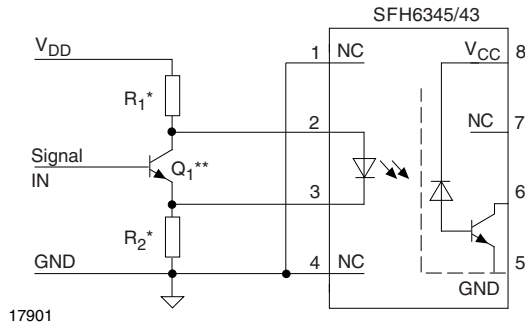 SFH6345/43
VDD
1 NC
VCC 8
R1*
2
NC 7
Signal
IN
Q1**
3
6
R2*
GND
4 NC
5
GND
17901